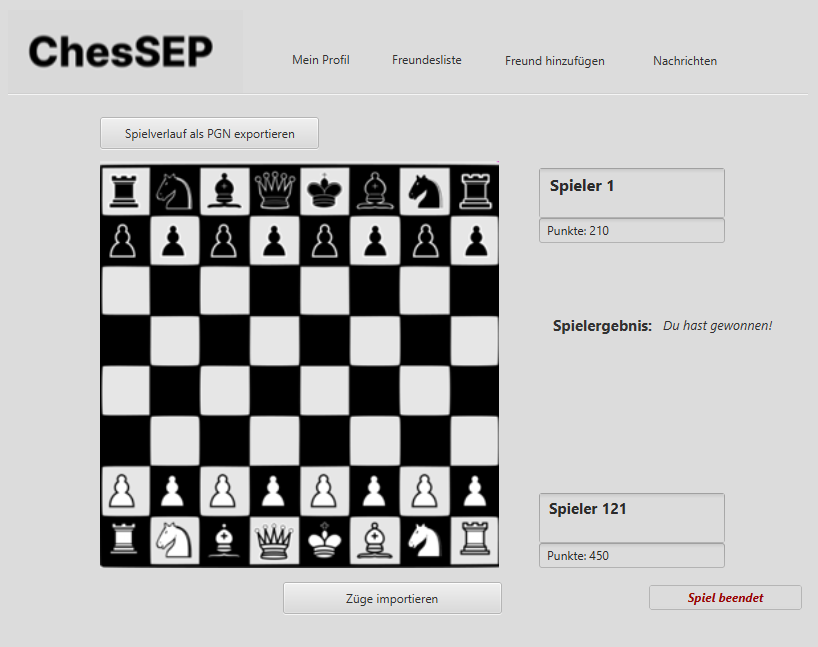 ChesSEP
Mein Profil
Freundesliste
Freund hinzufügen
Nachrichten
Spielverlauf als PGN exportieren
Spieler 1
Punkte: 210
Spielergebnis: Du hast gewonnen!
Spieler 121
Punkte: 450
Züge importieren
Spiel beendet